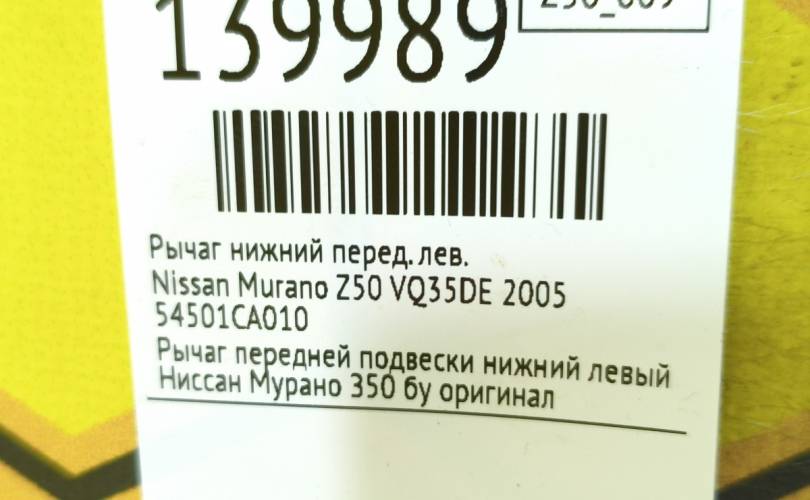 139989
Рычаг нижний перед. лев.
Nissan Murano Z50 VQ35DE 2005
54501CA010
Рычаг передней подвески нижний левый
Ниссан Мурано 350 бу оригинал